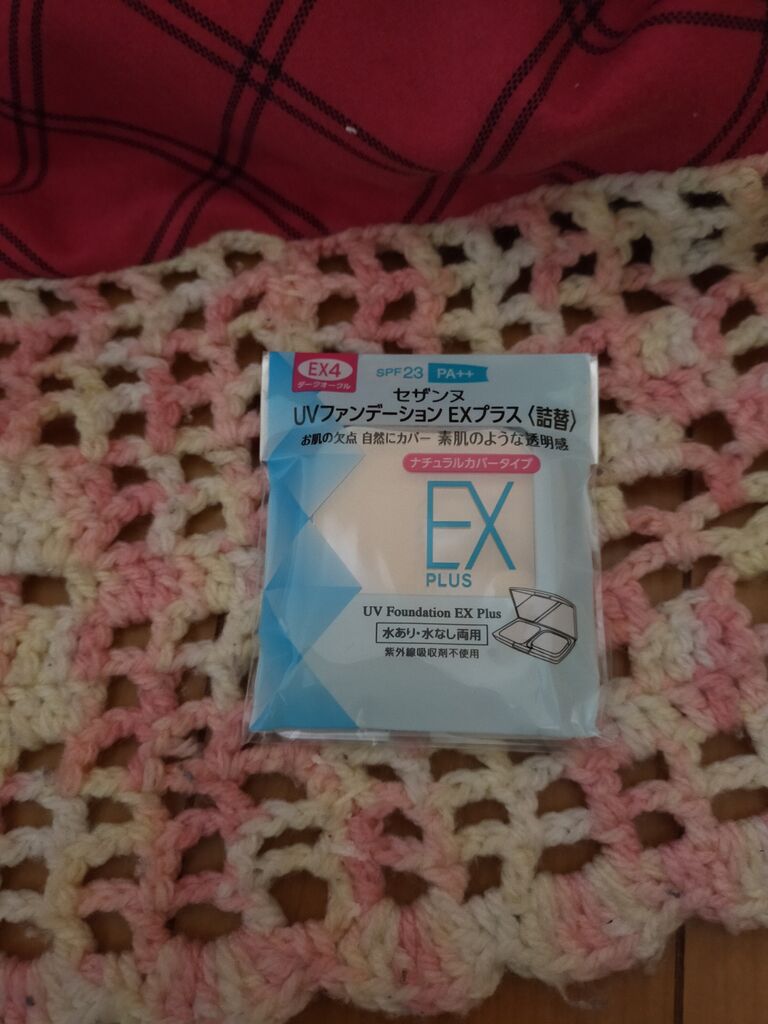 EX4
ダークオークル
SPF23 PA++
セザンヌ
UVファンデーション EXプラス〈詰替〉
お肌の欠点 自然にカバー 素肌のような透明感
ナチュラルカバータイプ
EX
PLUS
UV Foundation EX Plus
水あり・水なし両用
紫外線吸収剤不使用